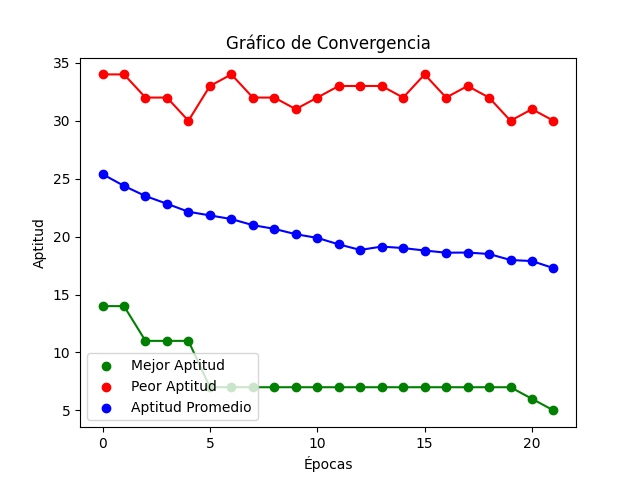 Gráfico de Convergencia
Aptitud
35
30
25
20
15
10
5
Mejor Aptitud
Peor Aptitud
Aptitud Promedio
0
5
10
15
20
Épocas